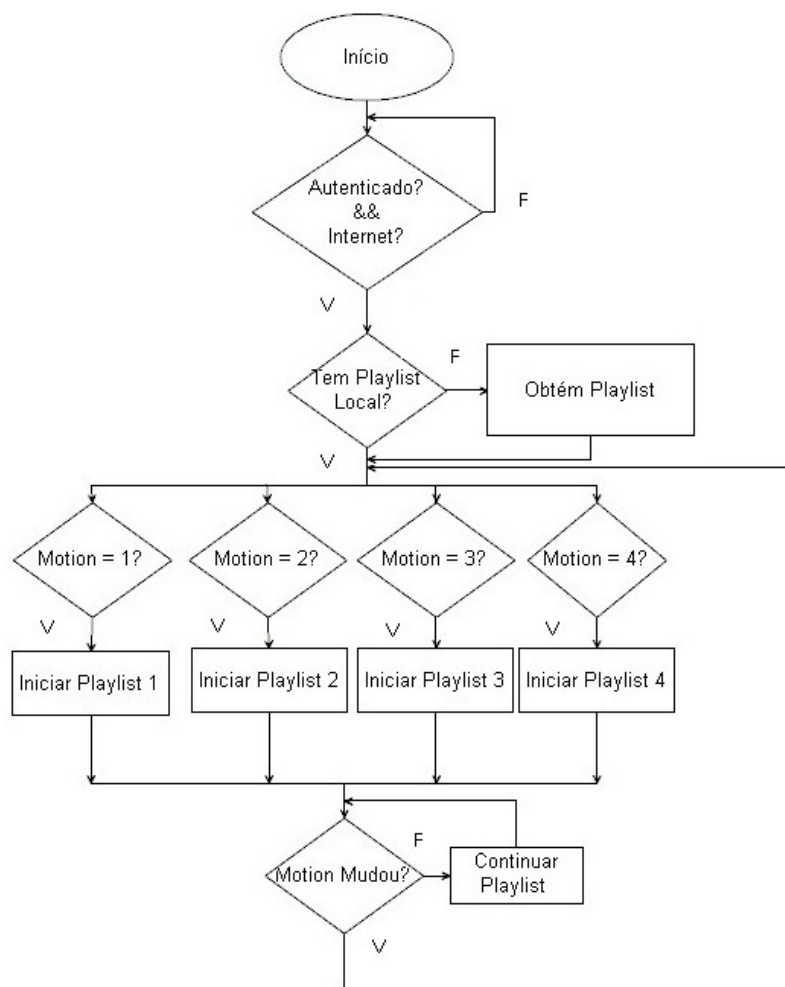 Início
Autenticado?
&&
Internet?
F
V
Tem Playlist
Local?
F
Obtém Playlist
V
Motion = 1?
Motion = 2?
Motion = 3?
Motion = 4?
V
V
V
V
Iniciar Playlist 1
Iniciar Playlist 2
Iniciar Playlist 3
Iniciar Playlist 4
Motion Mudou?
F
Continuar
Playlist
V